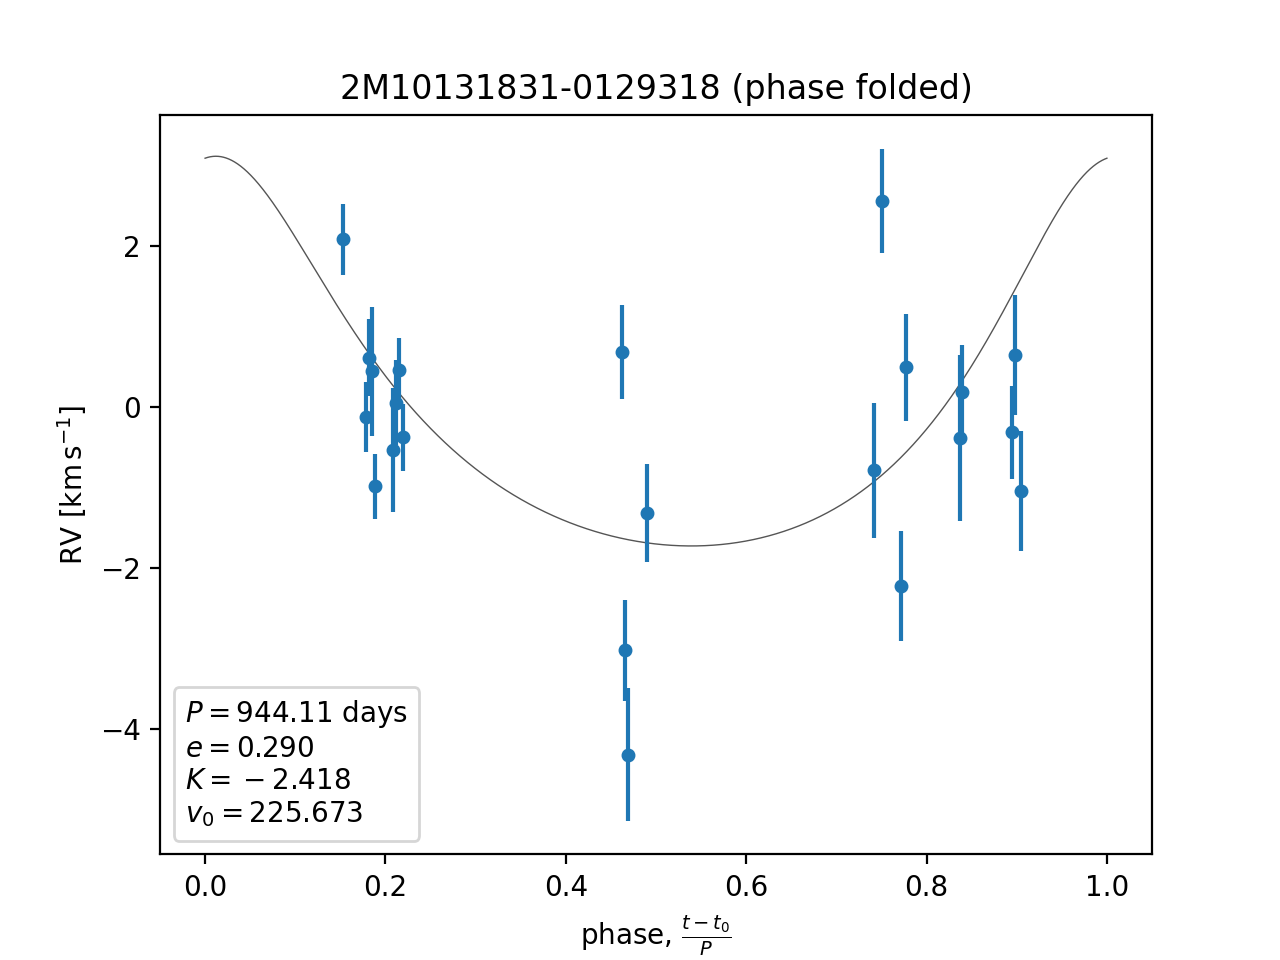 2M10131831-0129318 (phase folded)
RV [km s⁻¹]
2
0
−2
−4
P = 944.11 days
e = 0.290
K = − 2.418
v₀ = 225.673
0.0 0.2 0.4 0.6 0.8 1.0
phase, (t − t₀)/P